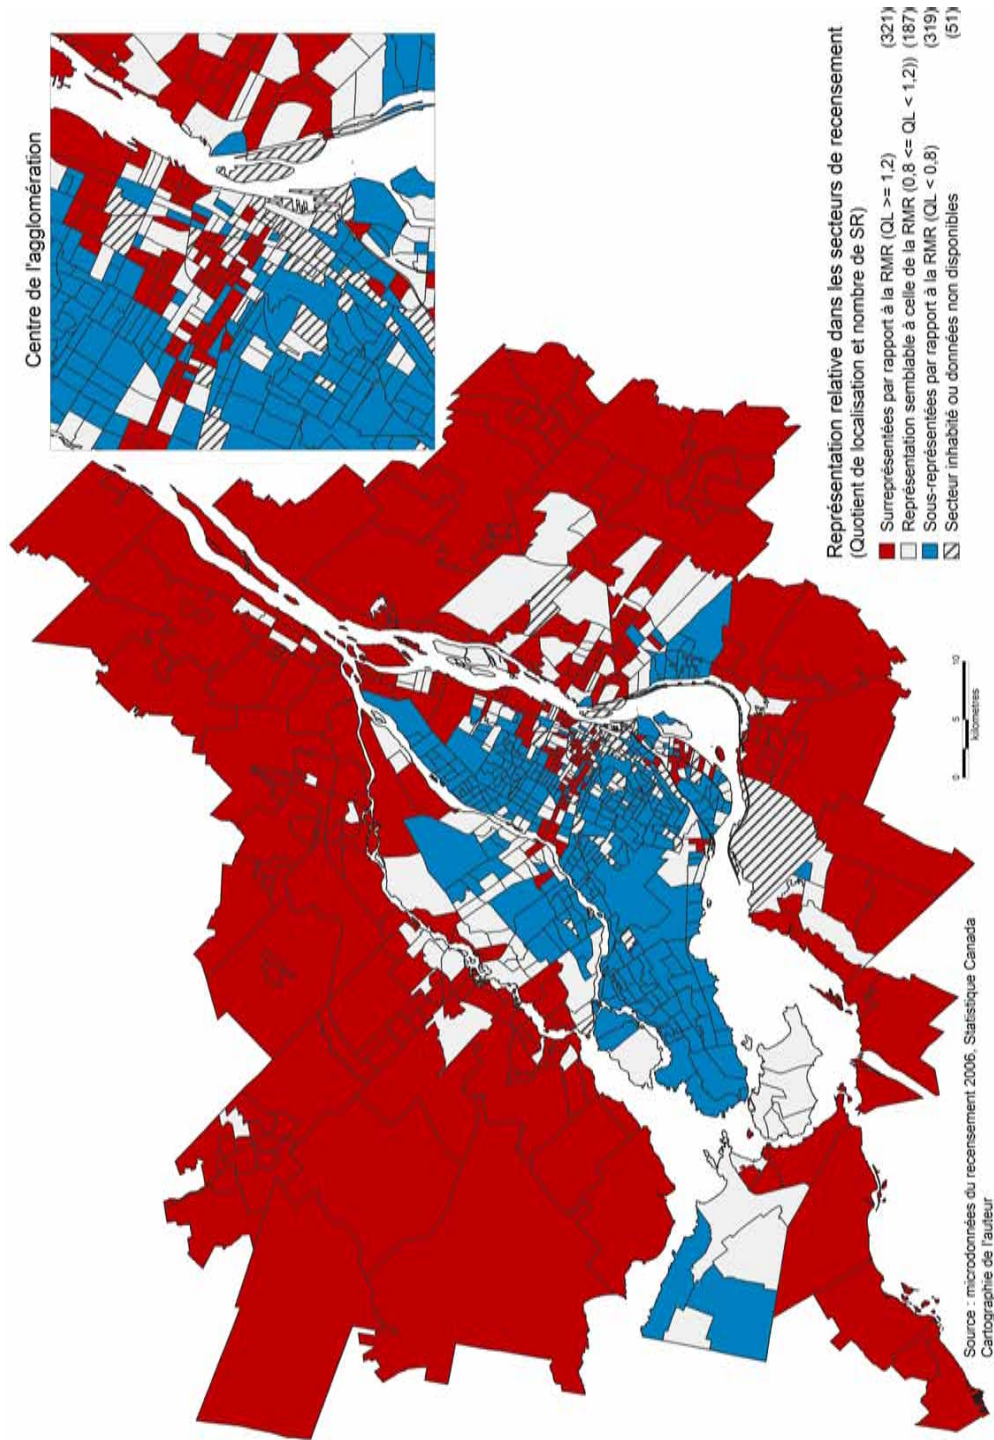 Centre de l'agglomération
Représentation relative dans les secteurs de recensement
(Quotient de localisation et nombre de SR)
Surreprésentées par rapport à la RMR (QL >= 1,2) (321)
Représentation semblable à celle de la RMR (0,8 <= QL < 1,2)) (187)
Sous-représentées par rapport à la RMR (QL < 0,8) (319)
Secteur inhabité ou données non disponibles (51)
0 5 10
kilometres
Source : microdonnées du recensement 2006, Statistique Canada
Cartographie de l'auteur